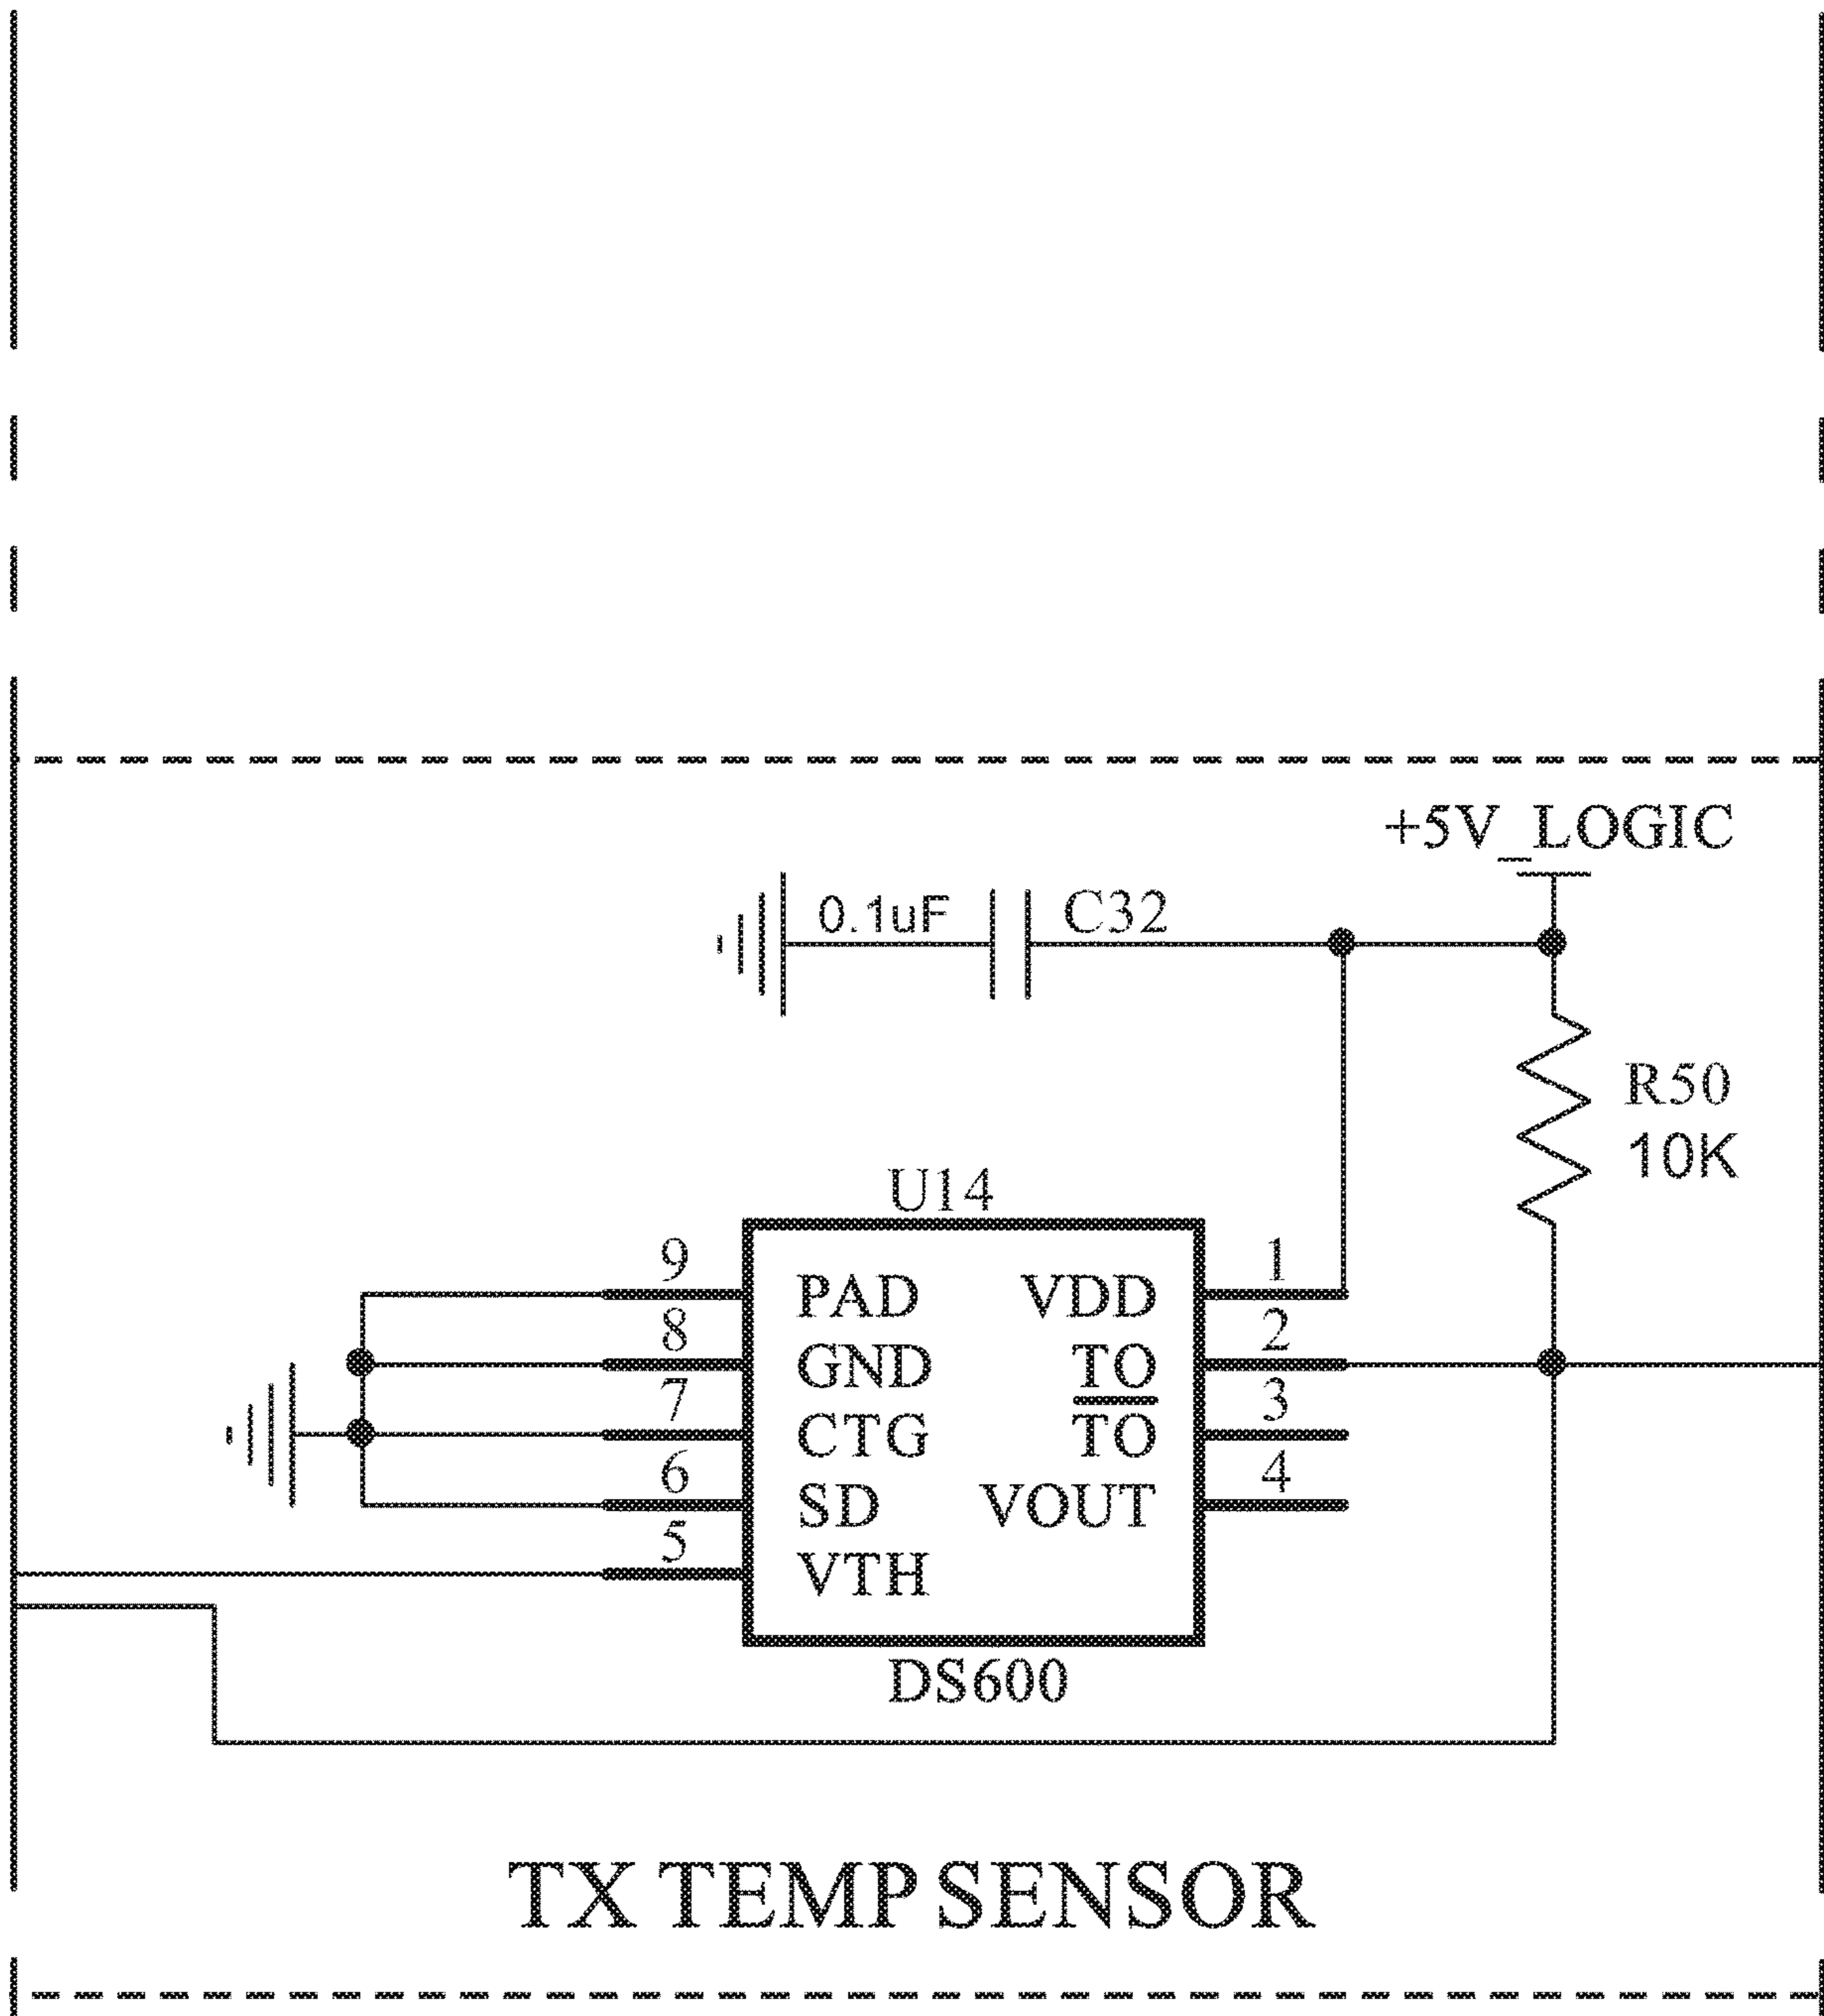 +5V_LOGIC
0.1uF C32
R50
10K
U14
9 PAD VDD 1
8 GND TO 2
7 CTG T̅O̅ 3
6 SD VOUT 4
5 VTH
DS600
TX TEMP SENSOR